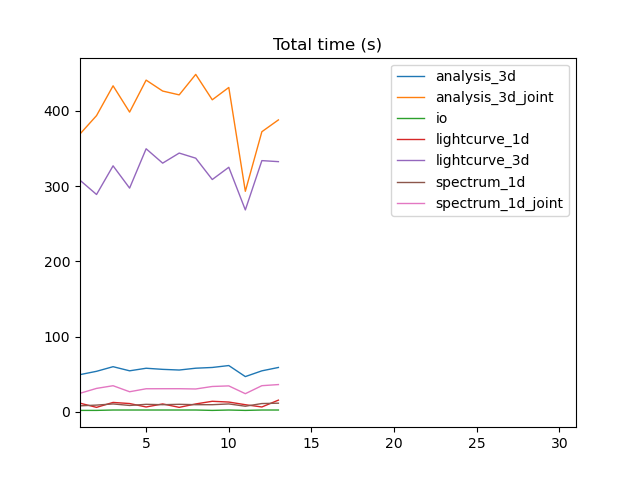 Total time (s)
analysis_3d
analysis_3d_joint
io
lightcurve_1d
lightcurve_3d
spectrum_1d
spectrum_1d_joint
400
300
200
100
0
5 10 15 20 25 30